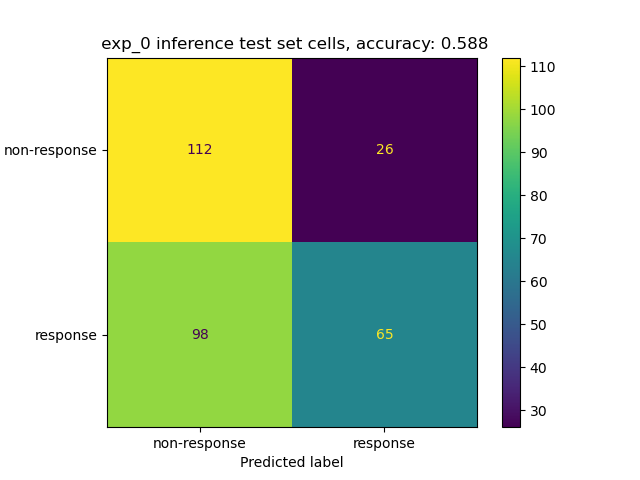 exp_0 inference test set cells, accuracy: 0.588
non-response
response
112
26
98
65
non-response
response
Predicted label
110
100
90
80
70
60
50
40
30